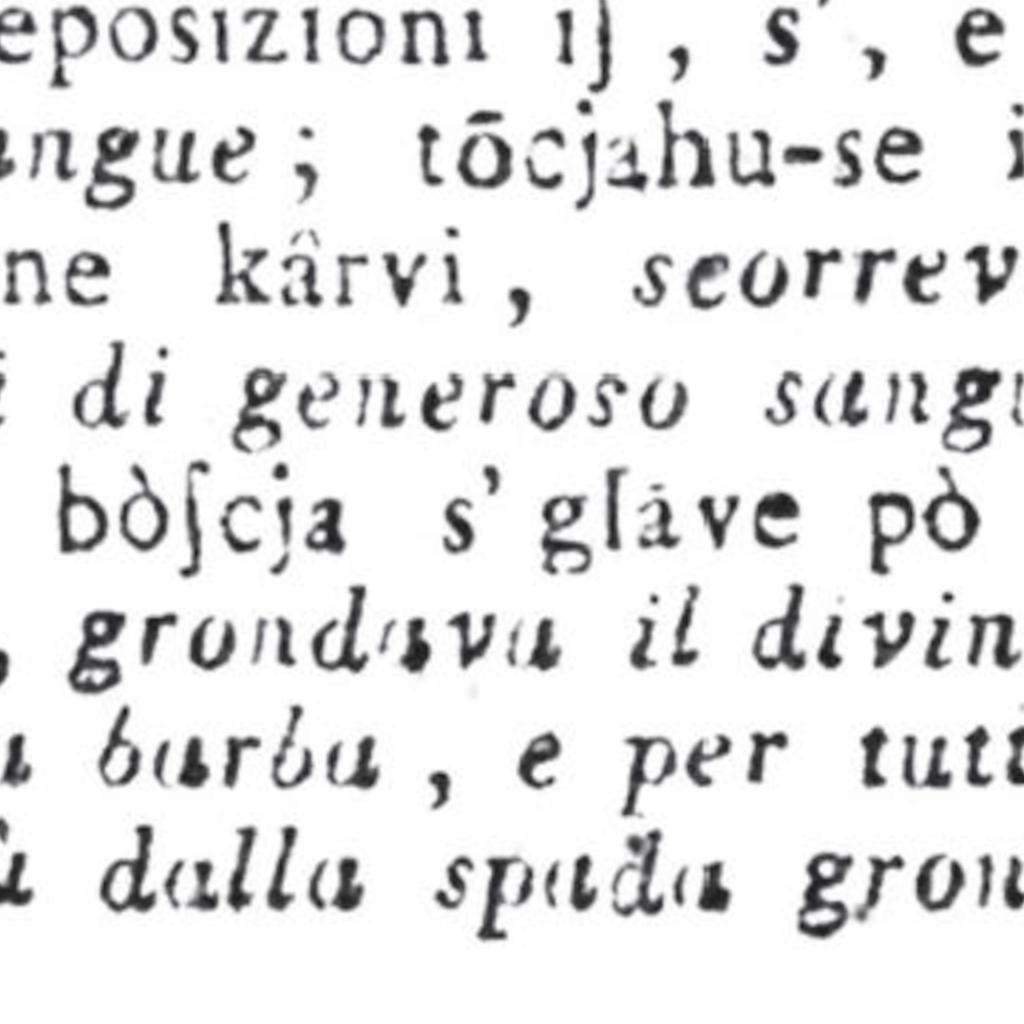 eposizioni ij, s', e
angue; tōcjahu-se i
ne kârvi, scorrev
i di generoso sangu
bòſcja s' glave pò
, grondava il divin
a barba, e per tutt
dalla spada gron